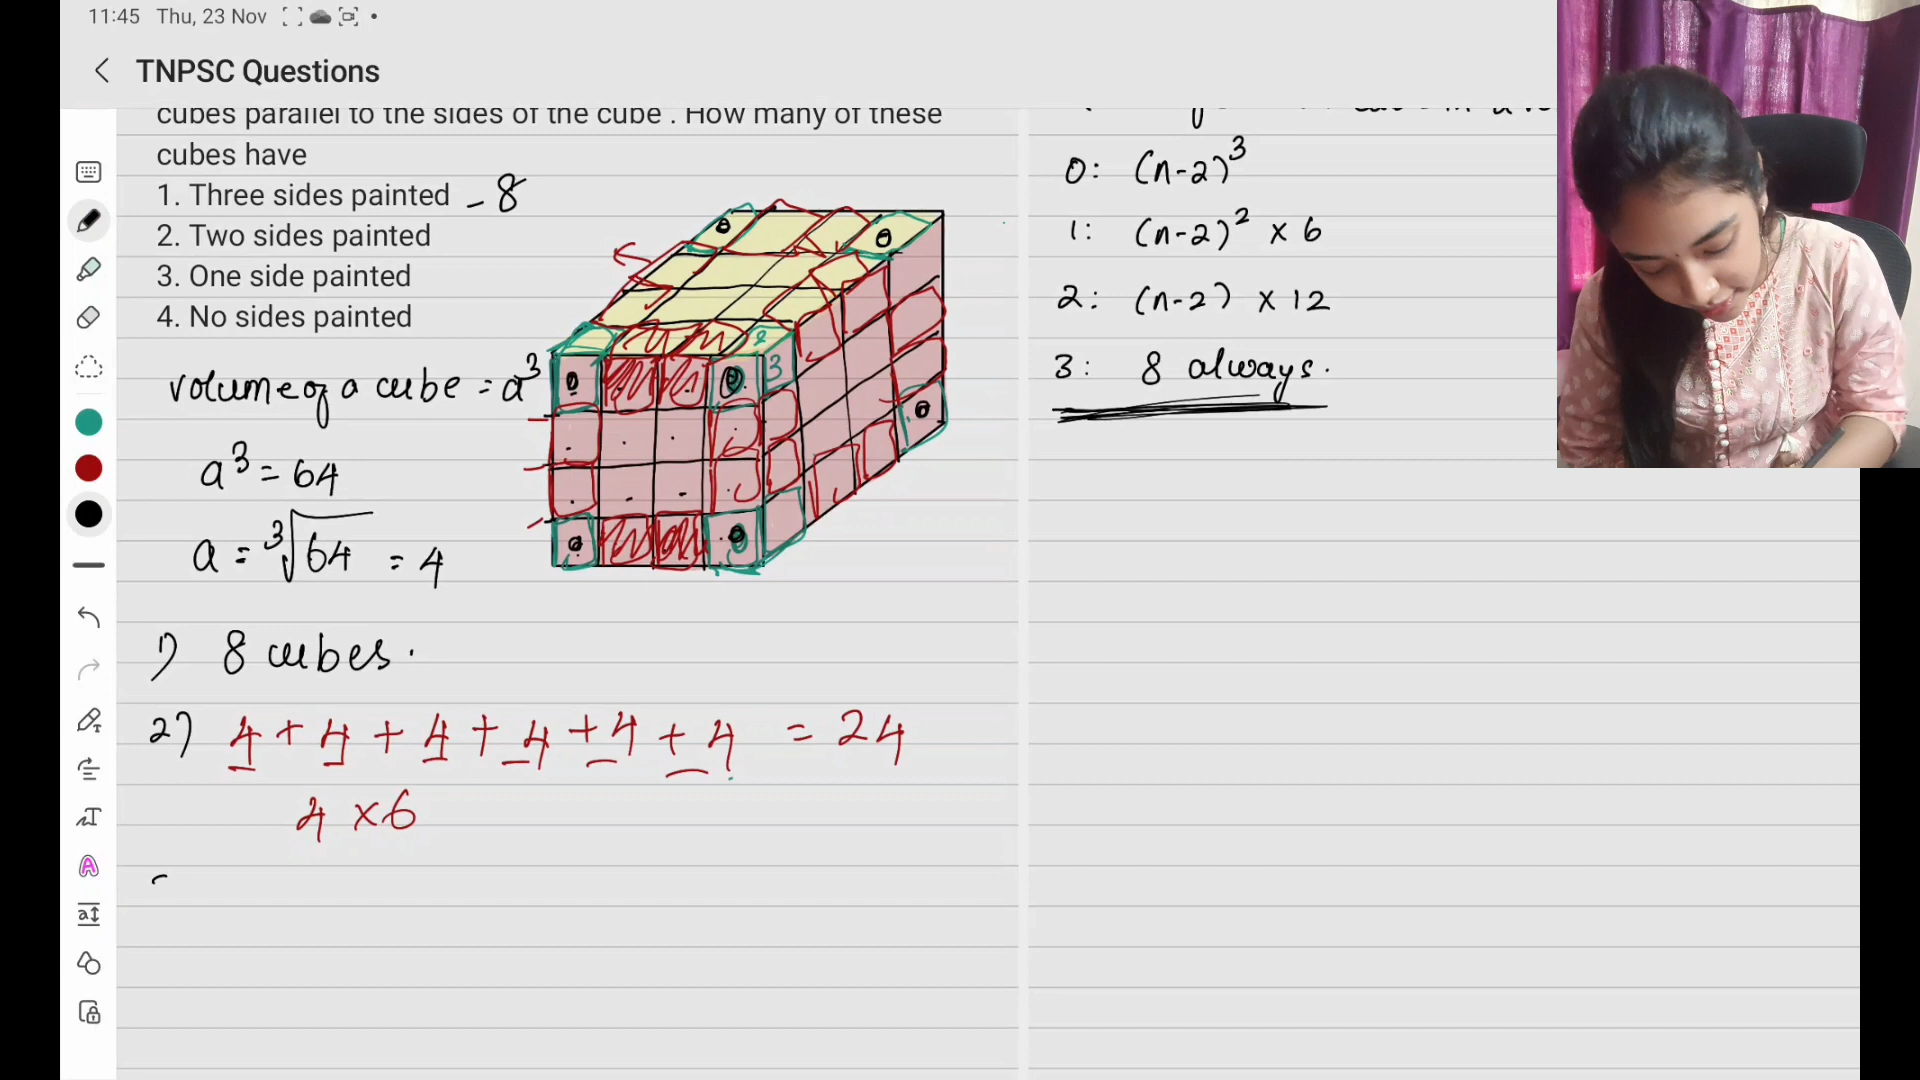 11:45 Thu, 23 Nov
TNPSC Questions
cubes parallel to the sides of the cube . How many of these
cubes have
1. Three sides painted - 8
2. Two sides painted
3. One side painted
4. No sides painted
volume of a cube = a³
a³ = 64
a = ³√64 = 4
1) 8 cubes.
2) 4 + 4 + 4 + 4 + 4 + 4 = 24
4 x 6
3
0: (n-2)³
1: (n-2)² x 6
2: (n-2) x 12
3: 8 always.